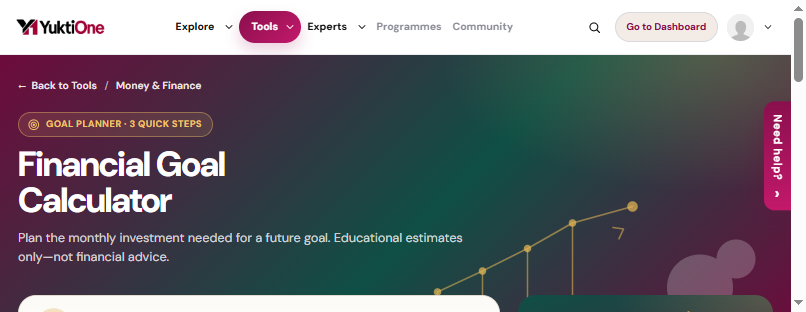 YuktiOne
Explore
Tools
Experts
Programmes
Community
Go to Dashboard
← Back to Tools / Money & Finance
GOAL PLANNER · 3 QUICK STEPS
Financial Goal
Calculator
Plan the monthly investment needed for a future goal. Educational estimates
only—not financial advice.
Need help?